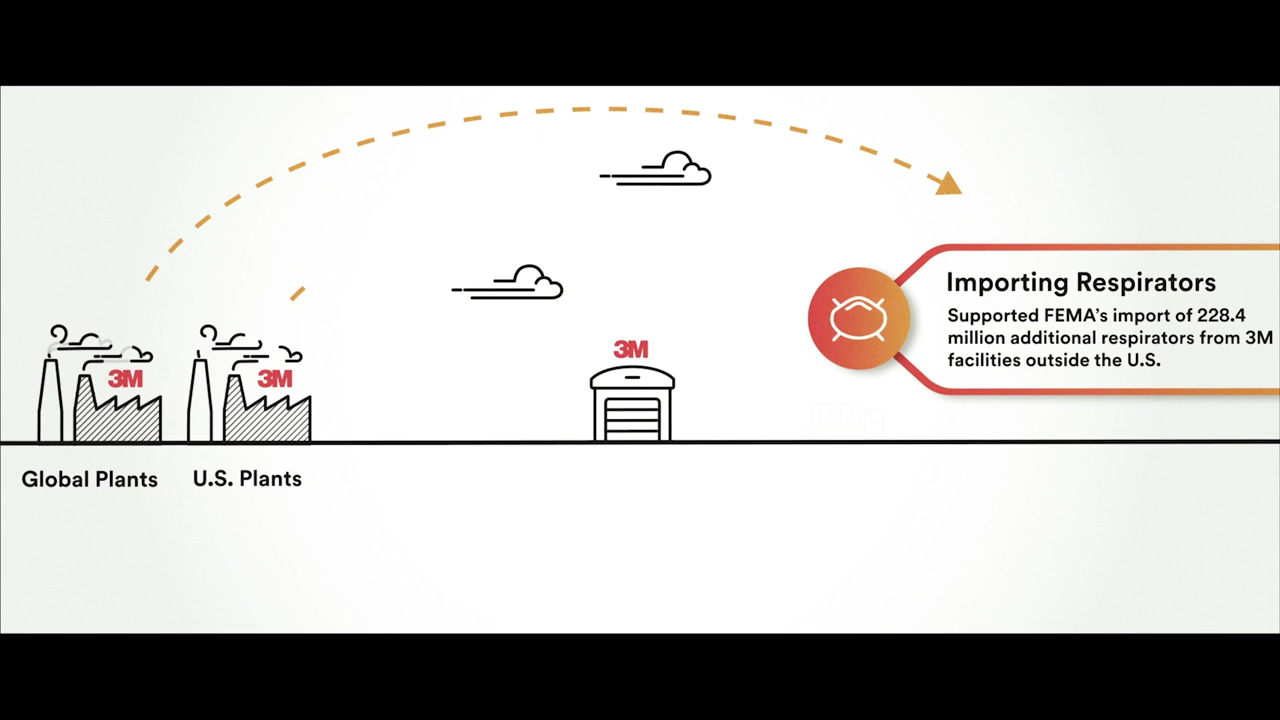 Importing Respirators
Supported FEMA's import of 228.4
million additional respirators from 3M
facilities outside the U.S.
3M
3M
3M
Global Plants
U.S. Plants